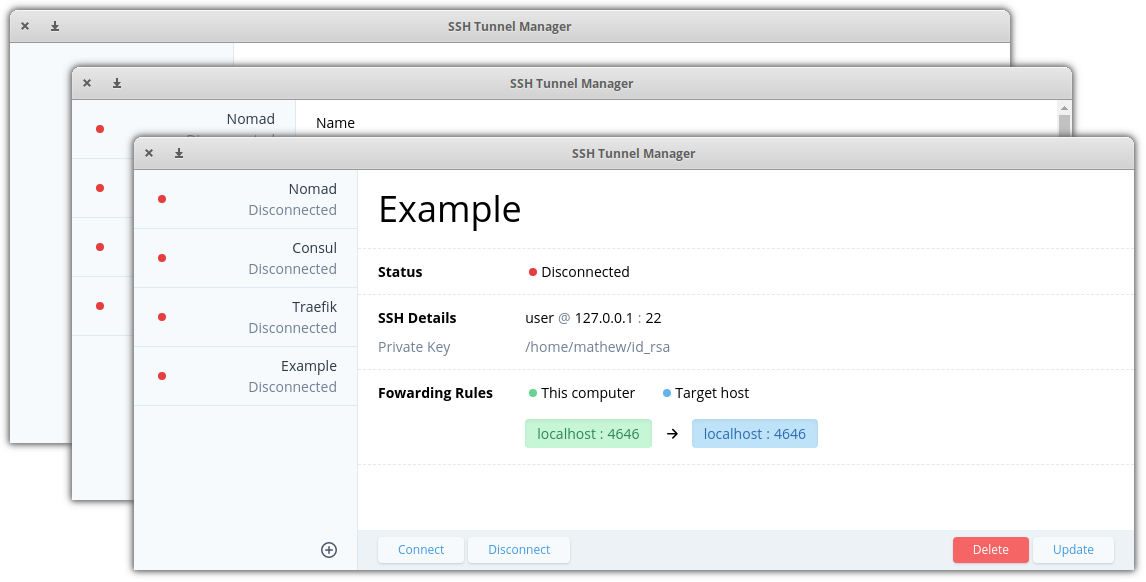 SSH Tunnel Manager
SSH Tunnel Manager
Nomad
Name
SSH Tunnel Manager
Nomad
Disconnected
Consul
Disconnected
Traefik
Disconnected
Example
Disconnected
Example
Status Disconnected
SSH Details user @ 127.0.0.1 : 22
Private Key /home/mathew/id_rsa
Fowarding Rules This computer Target host
localhost : 4646 → localhost : 4646
Connect Disconnect Delete Update